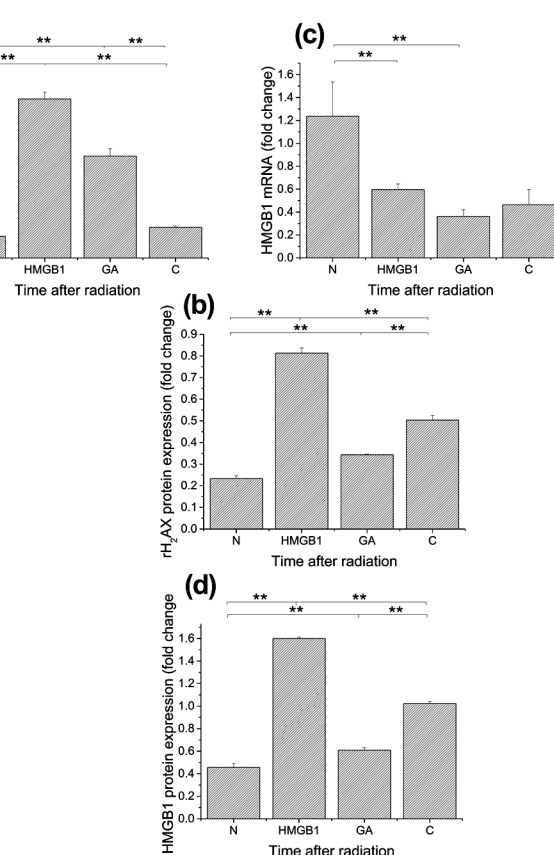 ** **
** **
HMGB1 GA C
Time after radiation
(c)
**
**
HMGB1 mRNA (fold change)
1.6
1.4
1.2
1.0
0.8
0.6
0.4
0.2
0.0
N HMGB1 GA C
Time after radiation
(b)
** **
** **
rH2AX protein expression (fold change)
0.9
0.8
0.7
0.6
0.5
0.4
0.3
0.2
0.1
0.0
N HMGB1 GA C
Time after radiation
(d)
** **
** **
HMGB1 protein expression (fold change
1.6
1.4
1.2
1.0
0.8
0.6
0.4
0.2
0.0
N HMGB1 GA C
Time after radiation